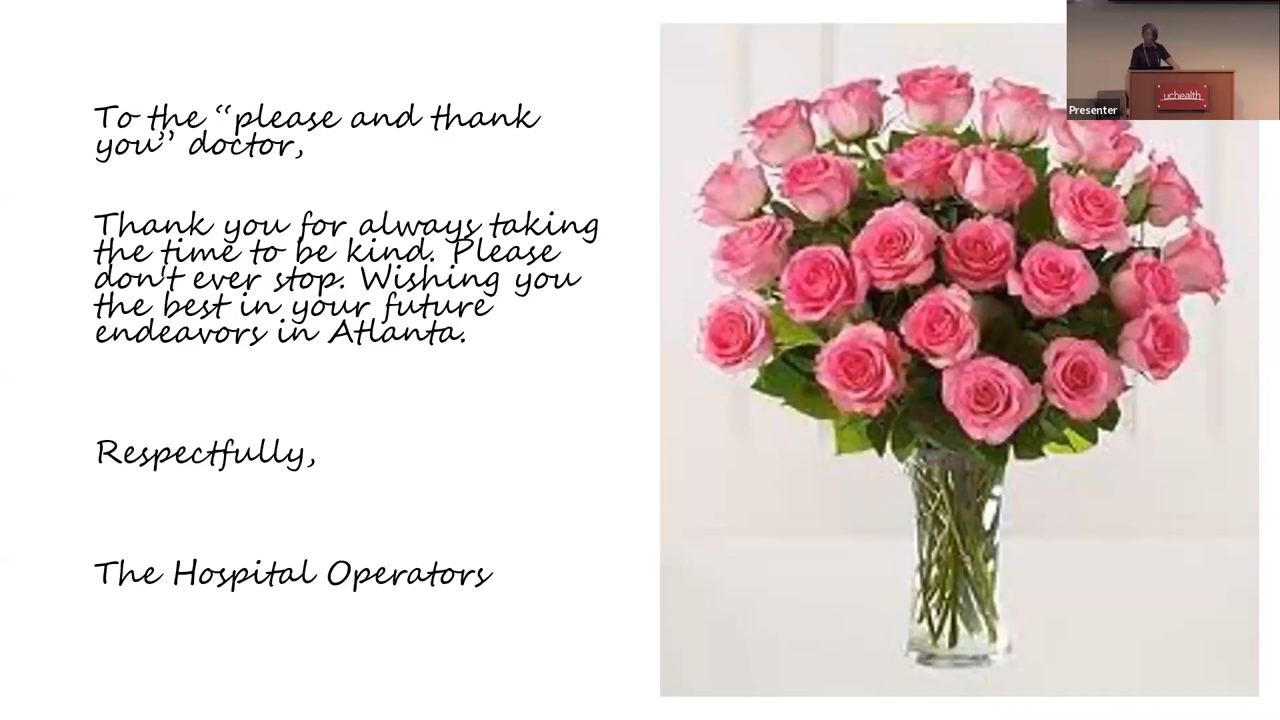 To the “please and thank
you” doctor,
Thank you for always taking
the time to be kind. Please
don't ever stop. Wishing you
the best in your future
endeavors in Atlanta.
Respectfully,
The Hospital Operators
uchealth
Presenter